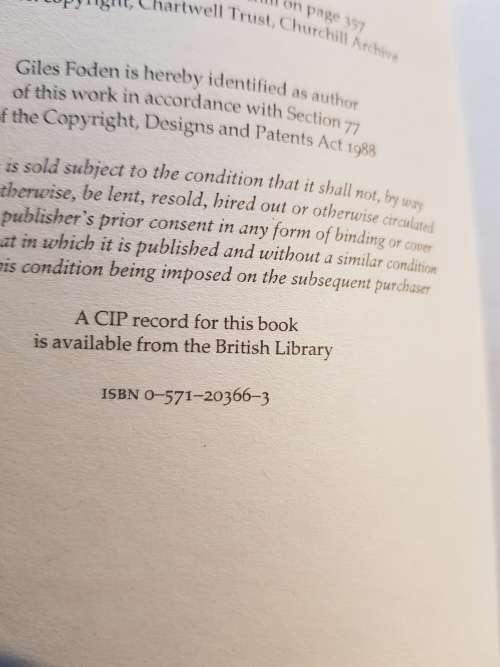 on page 357
copyright, Chartwell Trust, Churchill Archive
Giles Foden is hereby identified as author
of this work in accordance with Section 77
f the Copyright, Designs and Patents Act 1988
is sold subject to the condition that it shall not, by way
therwise, be lent, resold, hired out or otherwise circulated
publisher's prior consent in any form of binding or cover
at in which it is published and without a similar condition
is condition being imposed on the subsequent purchaser
A CIP record for this book
is available from the British Library
ISBN 0–571–20366–3